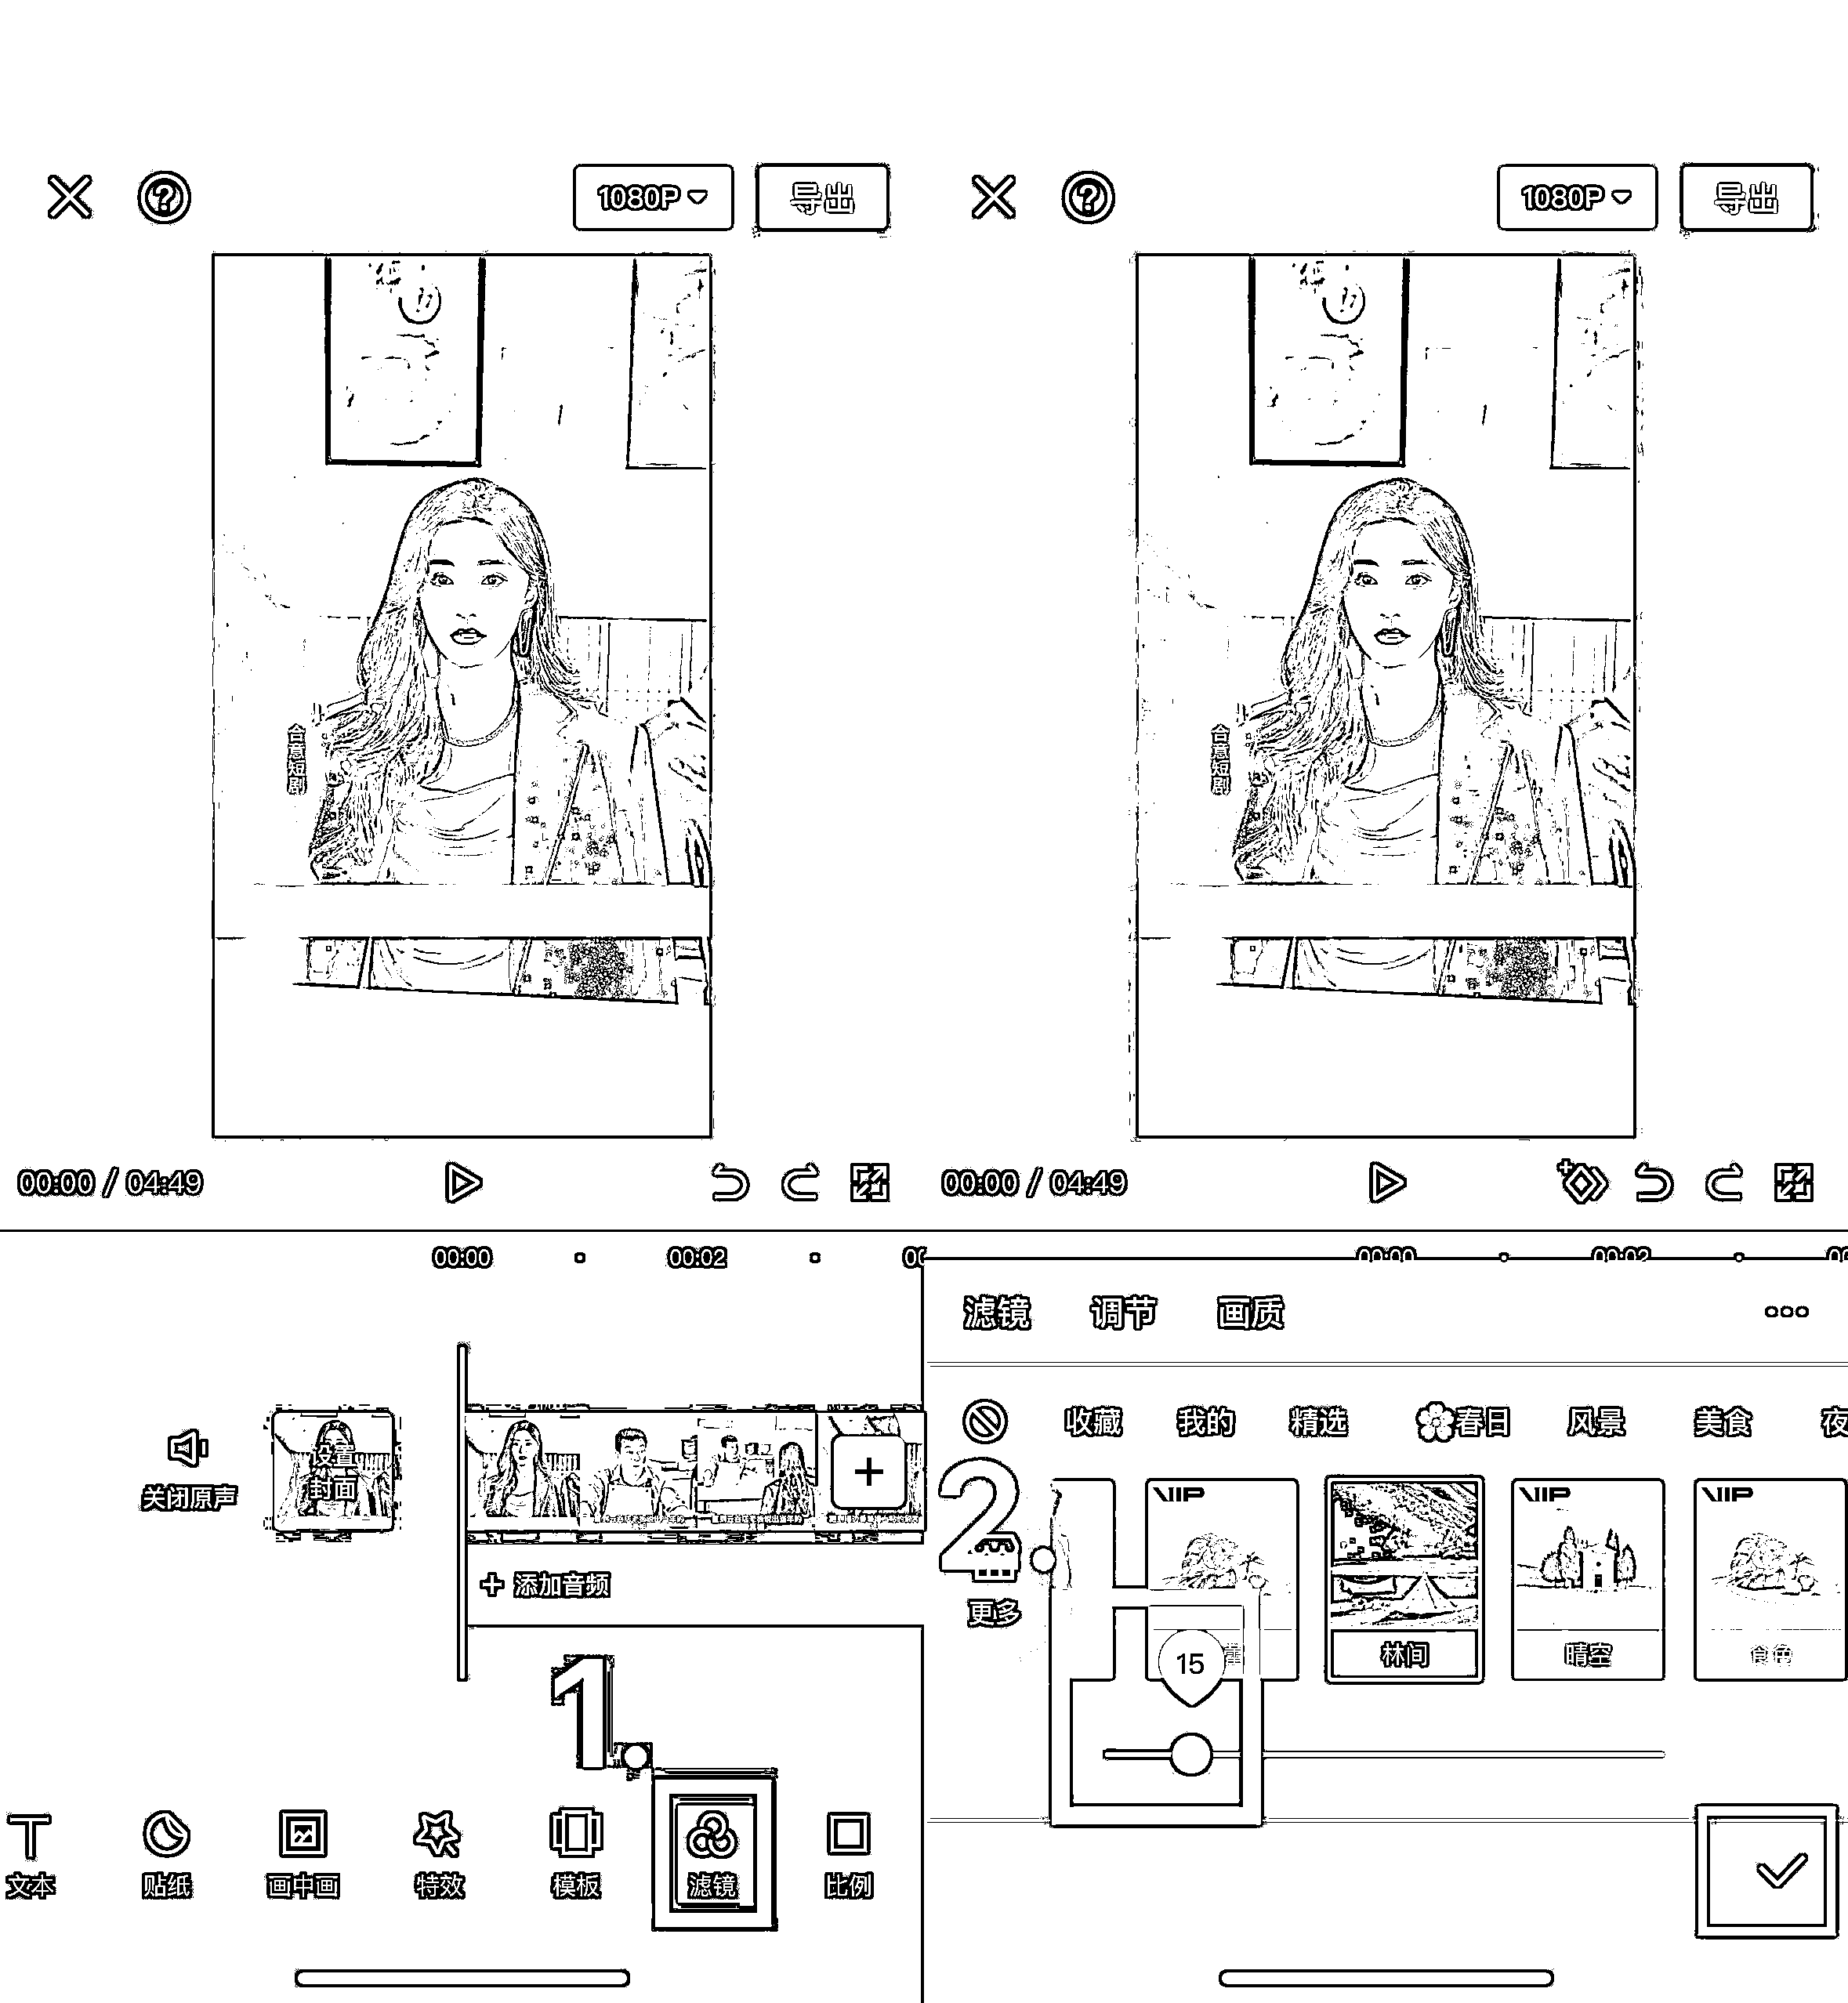 1080P
导出
合意短剧
00:00 / 04:49
00:00
00:02
关闭原声
设置
封面
添加音频
1.
文本
贴纸
画中画
特效
模板
滤镜
比例
1080P
导出
合意短剧
00:00 / 04:49
00:00
00:02
滤镜
调节
画质
收藏
我的
精选
春日
风景
美食
夜
2
更多
VIP
林间
VIP
晴空
VIP
食色
15